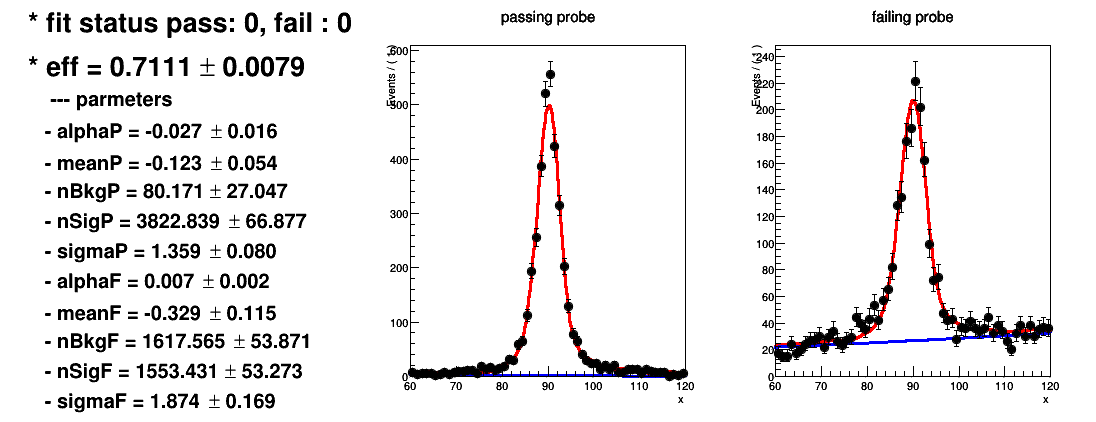 * fit status pass: 0, fail : 0
* eff = 0.7111 ± 0.0079
--- parmeters
- alphaP = -0.027 ± 0.016
- meanP = -0.123 ± 0.054
- nBkgP = 80.171 ± 27.047
- nSigP = 3822.839 ± 66.877
- sigmaP = 1.359 ± 0.080
- alphaF = 0.007 ± 0.002
- meanF = -0.329 ± 0.115
- nBkgF = 1617.565 ± 53.871
- nSigF = 1553.431 ± 53.273
- sigmaF = 1.874 ± 0.169
passing probe
Events / ( 1 )
600
500
400
300
200
100
0
60 70 80 90 100 110 120
x
failing probe
Events / ( 1 )
240
220
200
180
160
140
120
100
80
60
40
20
0
60 70 80 90 100 110 120
x